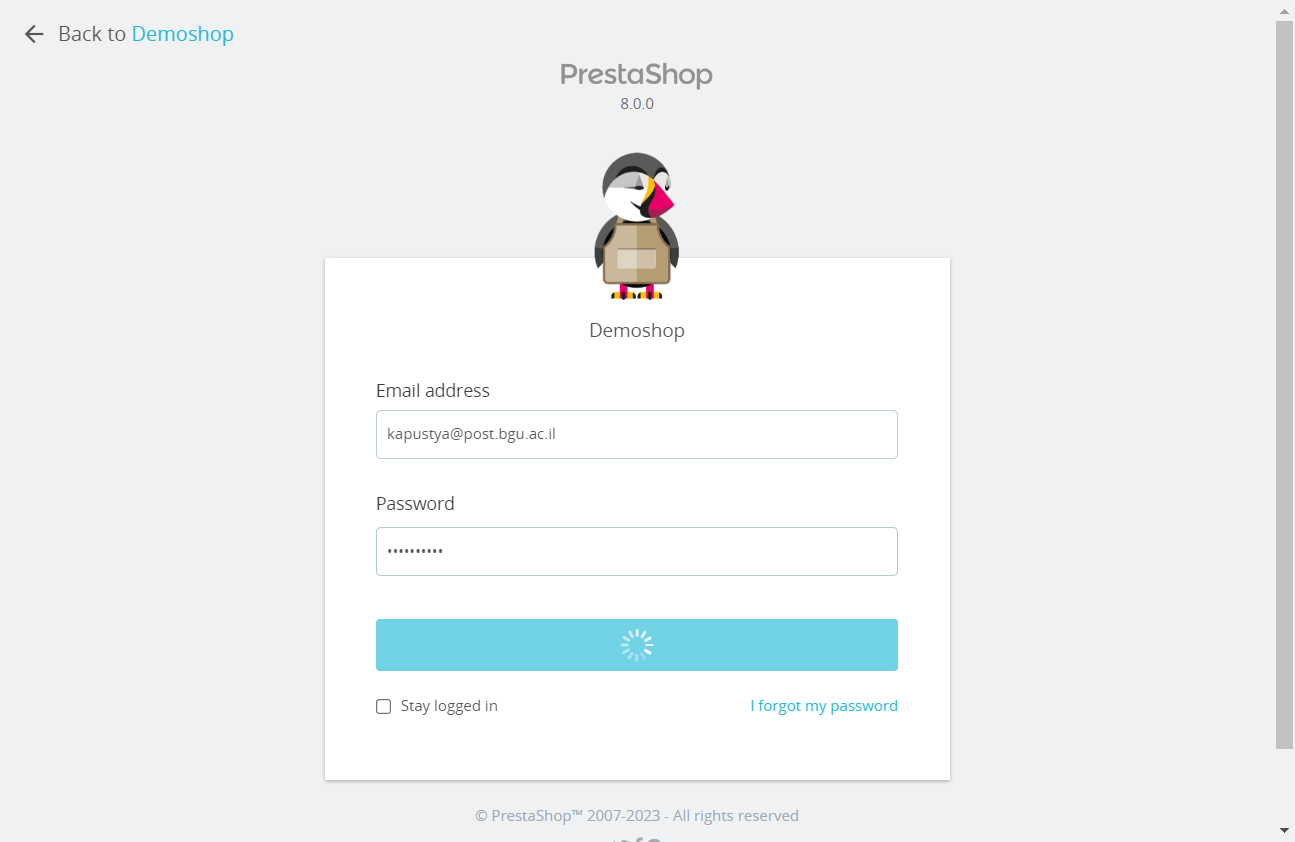 Back to Demoshop
PrestaShop
8.0.0
Demoshop
Email address
kapustya@post.bgu.ac.il
Password
••••••••••
Stay logged in
I forgot my password
© PrestaShop™ 2007-2023 - All rights reserved